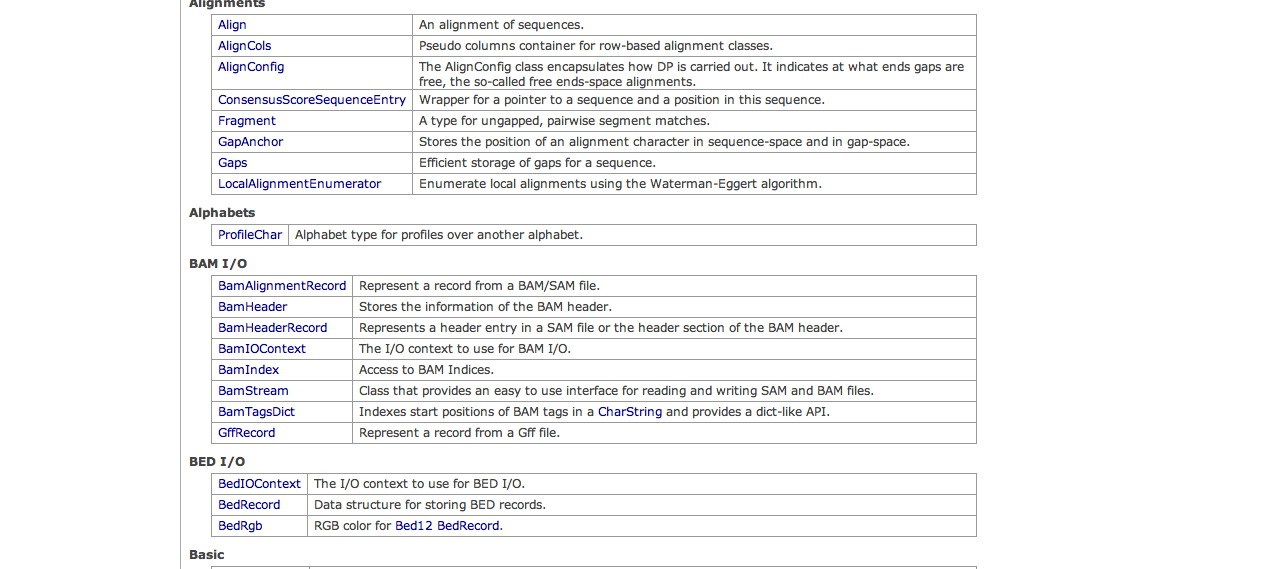 Alignments
Align An alignment of sequences.
AlignCols Pseudo columns container for row-based alignment classes.
AlignConfig The AlignConfig class encapsulates how DP is carried out. It indicates at what ends gaps are
free, the so-called free ends-space alignments.
ConsensusScoreSequenceEntry Wrapper for a pointer to a sequence and a position in this sequence.
Fragment A type for ungapped, pairwise segment matches.
GapAnchor Stores the position of an alignment character in sequence-space and in gap-space.
Gaps Efficient storage of gaps for a sequence.
LocalAlignmentEnumerator Enumerate local alignments using the Waterman-Eggert algorithm.
Alphabets
ProfileChar Alphabet type for profiles over another alphabet.
BAM I/O
BamAlignmentRecord Represent a record from a BAM/SAM file.
BamHeader Stores the information of the BAM header.
BamHeaderRecord Represents a header entry in a SAM file or the header section of the BAM header.
BamIOContext The I/O context to use for BAM I/O.
BamIndex Access to BAM Indices.
BamStream Class that provides an easy to use interface for reading and writing SAM and BAM files.
BamTagsDict Indexes start positions of BAM tags in a CharString and provides a dict-like API.
GffRecord Represent a record from a Gff file.
BED I/O
BedIOContext The I/O context to use for BED I/O.
BedRecord Data structure for storing BED records.
BedRgb RGB color for Bed12 BedRecord.
Basic